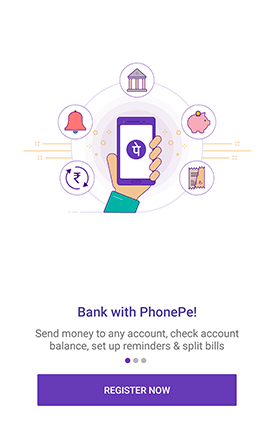 ₹
पे
Bank with PhonePe!
Send money to any account, check account
balance, set up reminders & split bills
REGISTER NOW